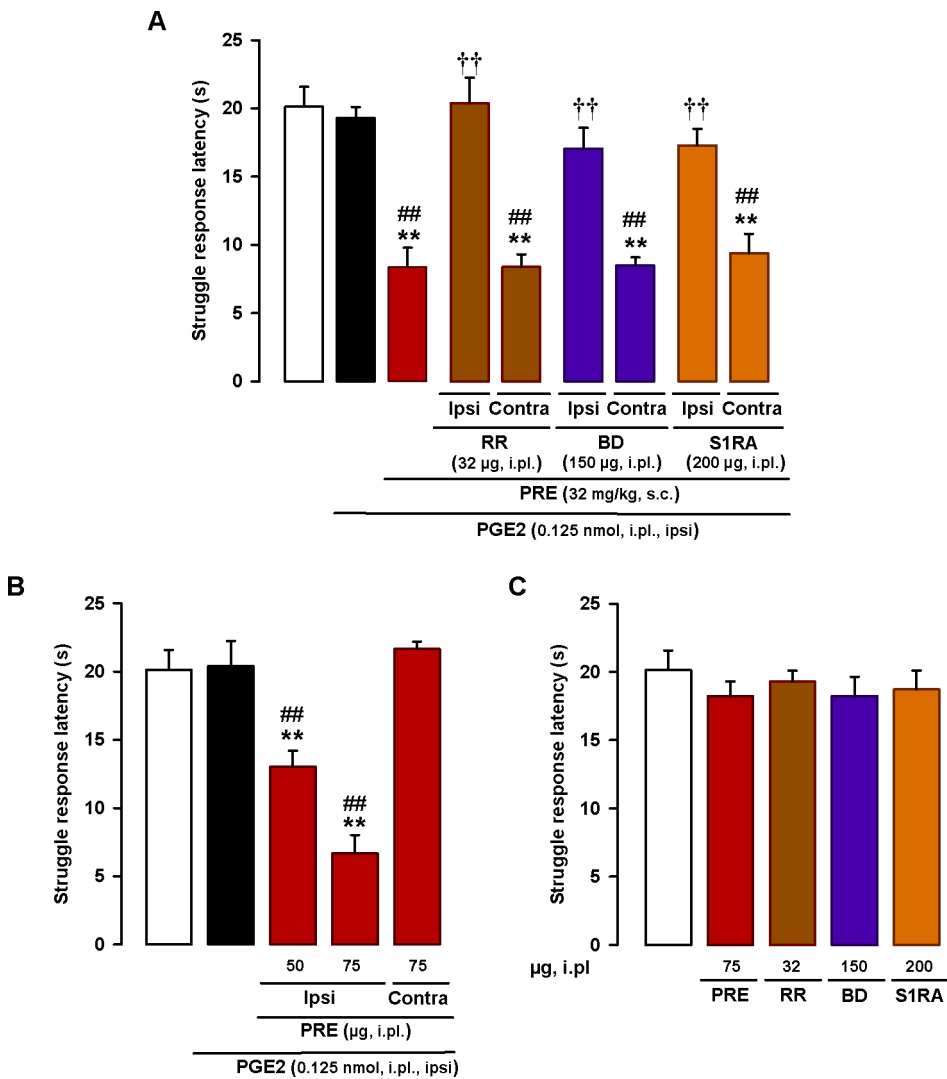 A
Struggle response latency (s)
25
20
15
10
5
0
††
††
††
##
##
##
##
**
**
**
**
Ipsi Contra Ipsi Contra Ipsi Contra
RR BD S1RA
(32 µg, i.pl.) (150 µg, i.pl.) (200 µg, i.pl.)
PRE (32 mg/kg, s.c.)
PGE2 (0.125 nmol, i.pl., ipsi)
B
Struggle response latency (s)
25
20
15
10
5
0
##
**
##
**
50 75 75
Ipsi Contra
PRE (µg, i.pl.)
PGE2 (0.125 nmol, i.pl., ipsi)
C
Struggle response latency (s)
25
20
15
10
5
0
µg, i.pl 75 32 150 200
PRE RR BD S1RA